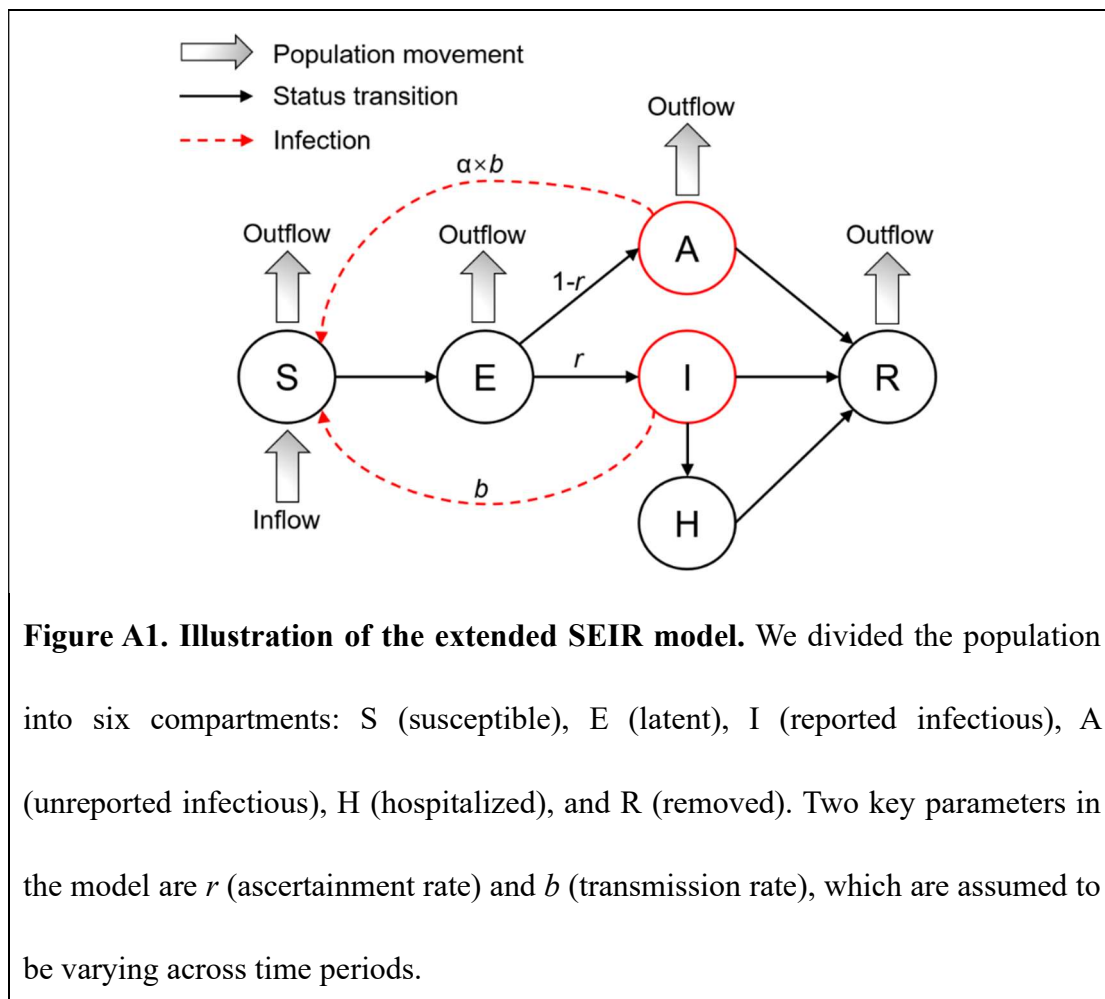 Population movement
Status transition
Infection
Outflow
α×b
Outflow
Outflow
Outflow
A
1-r
S
E
r
I
R
b
Inflow
H
Figure A1. Illustration of the extended SEIR model. We divided the population
into six compartments: S (susceptible), E (latent), I (reported infectious), A
(unreported infectious), H (hospitalized), and R (removed). Two key parameters in
the model are r (ascertainment rate) and b (transmission rate), which are assumed to
be varying across time periods.